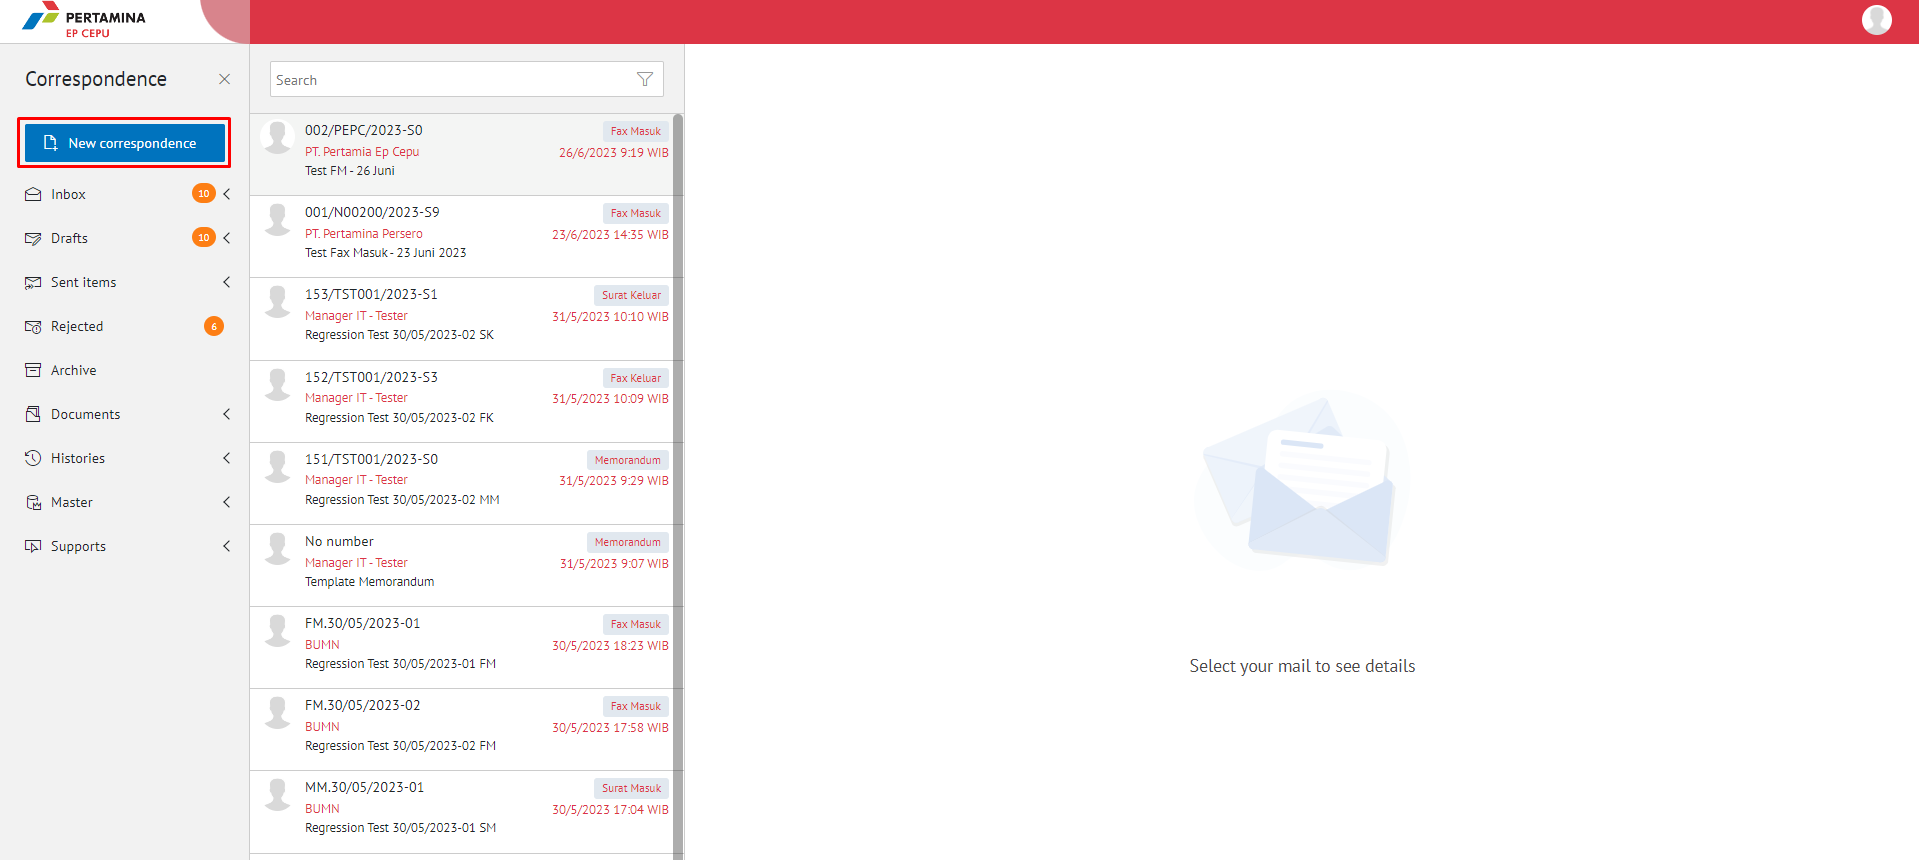 PERTAMINA
EP CEPU
Correspondence
New correspondence
Inbox 10
Drafts 10
Sent items
Rejected 6
Archive
Documents
Histories
Master
Supports
Search
002/PEPC/2023-S0 Fax Masuk
PT. Pertamia Ep Cepu 26/6/2023 9:19 WIB
Test FM - 26 Juni
001/N00200/2023-S9 Fax Masuk
PT. Pertamina Persero 23/6/2023 14:35 WIB
Test Fax Masuk - 23 Juni 2023
153/TST001/2023-S1 Surat Keluar
Manager IT - Tester 31/5/2023 10:10 WIB
Regression Test 30/05/2023-02 SK
152/TST001/2023-S3 Fax Keluar
Manager IT - Tester 31/5/2023 10:09 WIB
Regression Test 30/05/2023-02 FK
151/TST001/2023-S0 Memorandum
Manager IT - Tester 31/5/2023 9:29 WIB
Regression Test 30/05/2023-02 MM
No number Memorandum
Manager IT - Tester 31/5/2023 9:07 WIB
Template Memorandum
FM.30/05/2023-01 Fax Masuk
BUMN 30/5/2023 18:23 WIB
Regression Test 30/05/2023-01 FM
FM.30/05/2023-02 Fax Masuk
BUMN 30/5/2023 17:58 WIB
Regression Test 30/05/2023-02 FM
MM.30/05/2023-01 Surat Masuk
BUMN 30/5/2023 17:04 WIB
Regression Test 30/05/2023-01 SM
Select your mail to see details